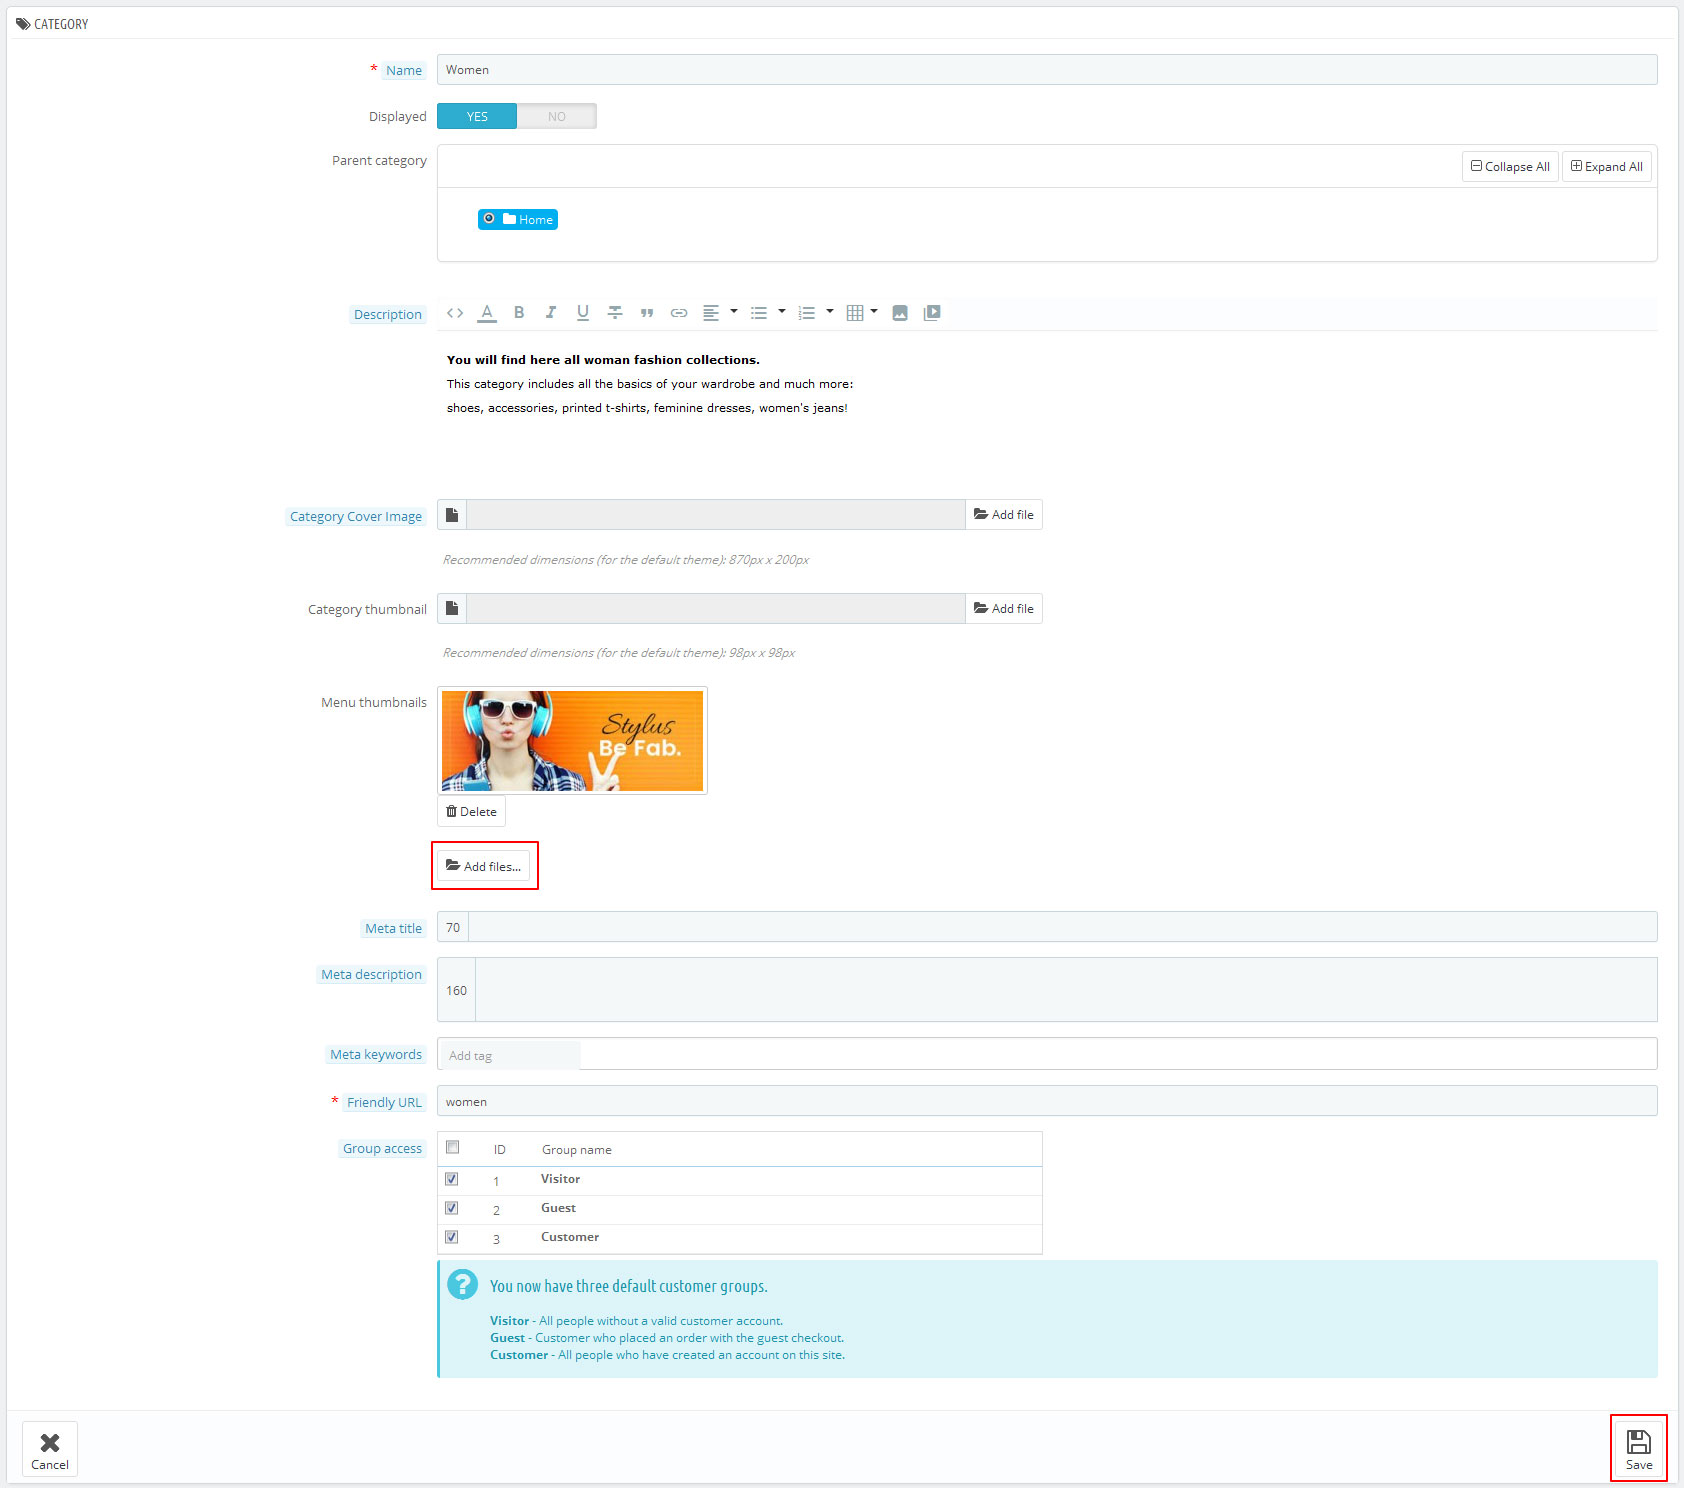 CATEGORY
* Name
Women
Displayed
YES NO
Parent category
Collapse All Expand All
Home
Description
You will find here all woman fashion collections.
This category includes all the basics of your wardrobe and much more:
shoes, accessories, printed t-shirts, feminine dresses, women's jeans!
Category Cover Image
Add file
Recommended dimensions (for the default theme): 870px x 200px
Category thumbnail
Add file
Recommended dimensions (for the default theme): 98px x 98px
Menu thumbnails
Stylus
Be Fab.
Delete
Add files...
Meta title
70
Meta description
160
Meta keywords
Add tag
* Friendly URL
women
Group access
ID Group name
1 Visitor
2 Guest
3 Customer
You now have three default customer groups.
Visitor - All people without a valid customer account.
Guest - Customer who placed an order with the guest checkout.
Customer - All people who have created an account on this site.
Cancel
Save